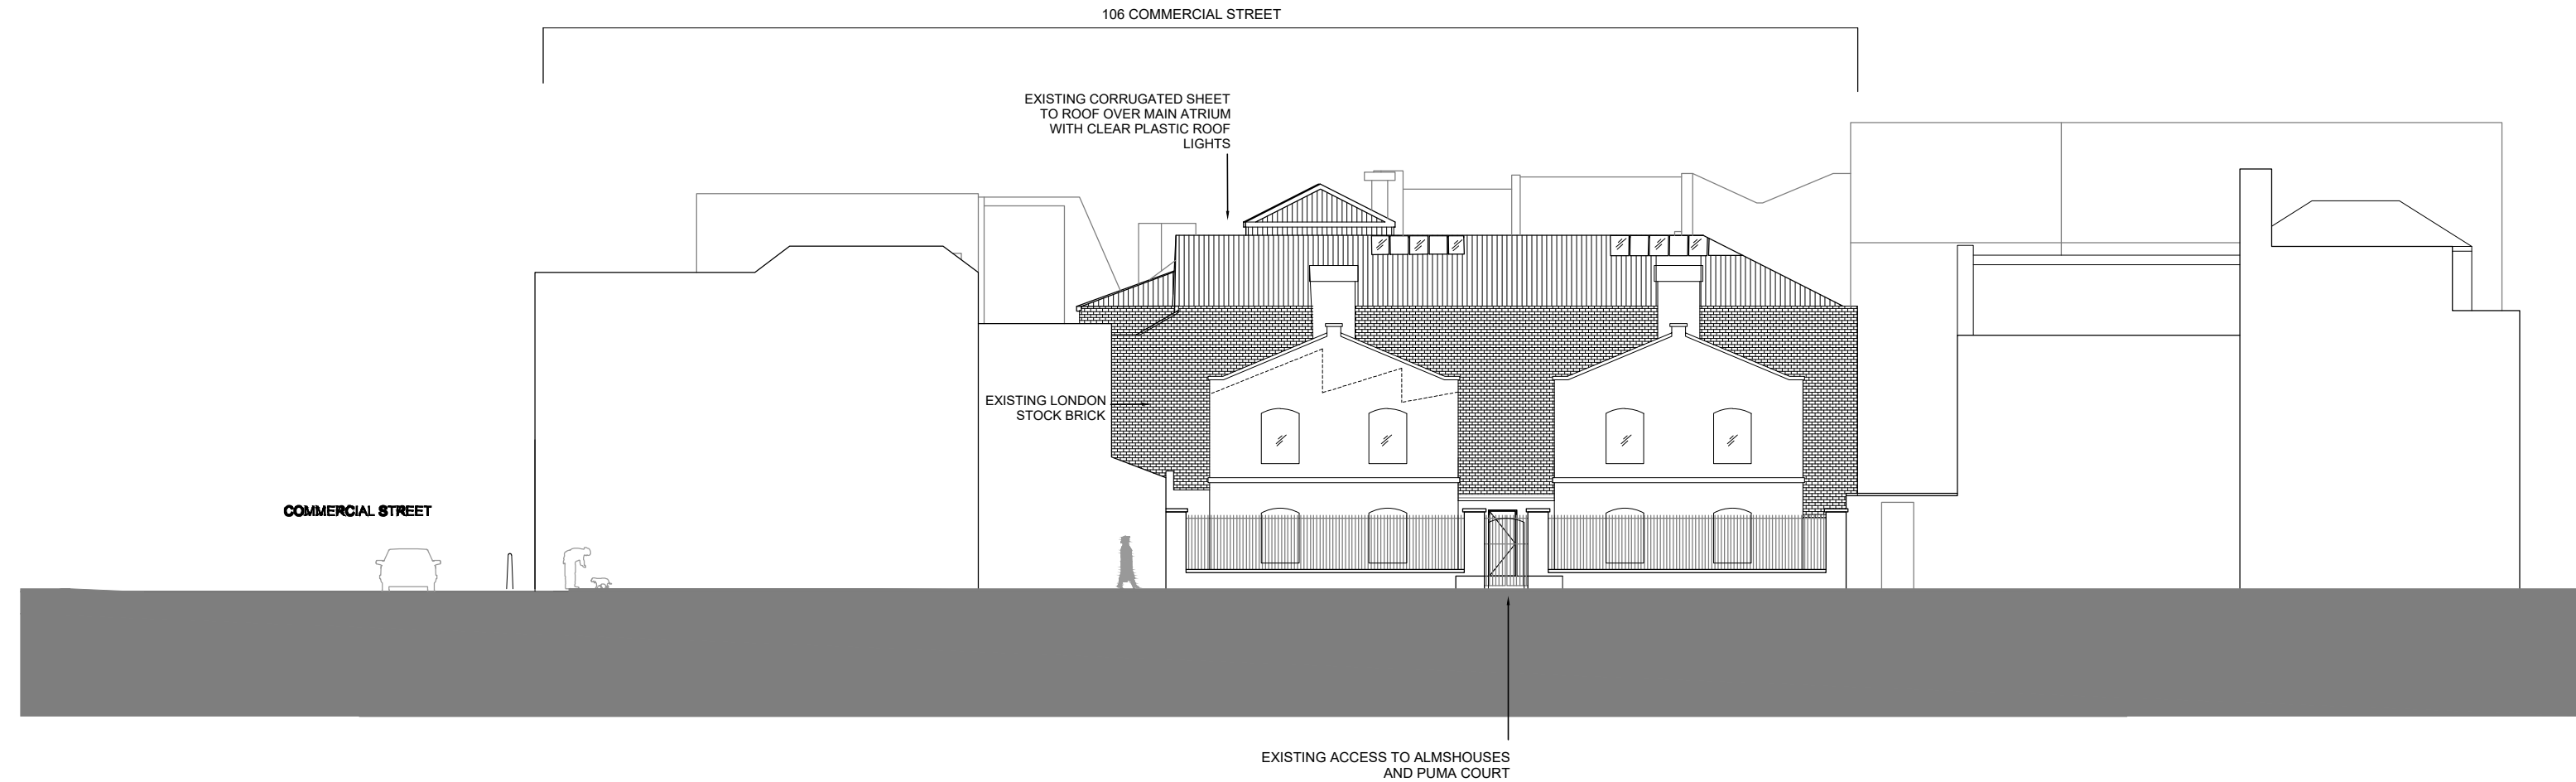 106 COMMERCIAL STREET
EXISTING CORRUGATED SHEET
TO ROOF OVER MAIN ATRIUM
WITH CLEAR PLASTIC ROOF
LIGHTS
EXISTING LONDON
STOCK BRICK
COMMERCIAL STREET
EXISTING ACCESS TO ALMSHOUSES
AND PUMA COURT